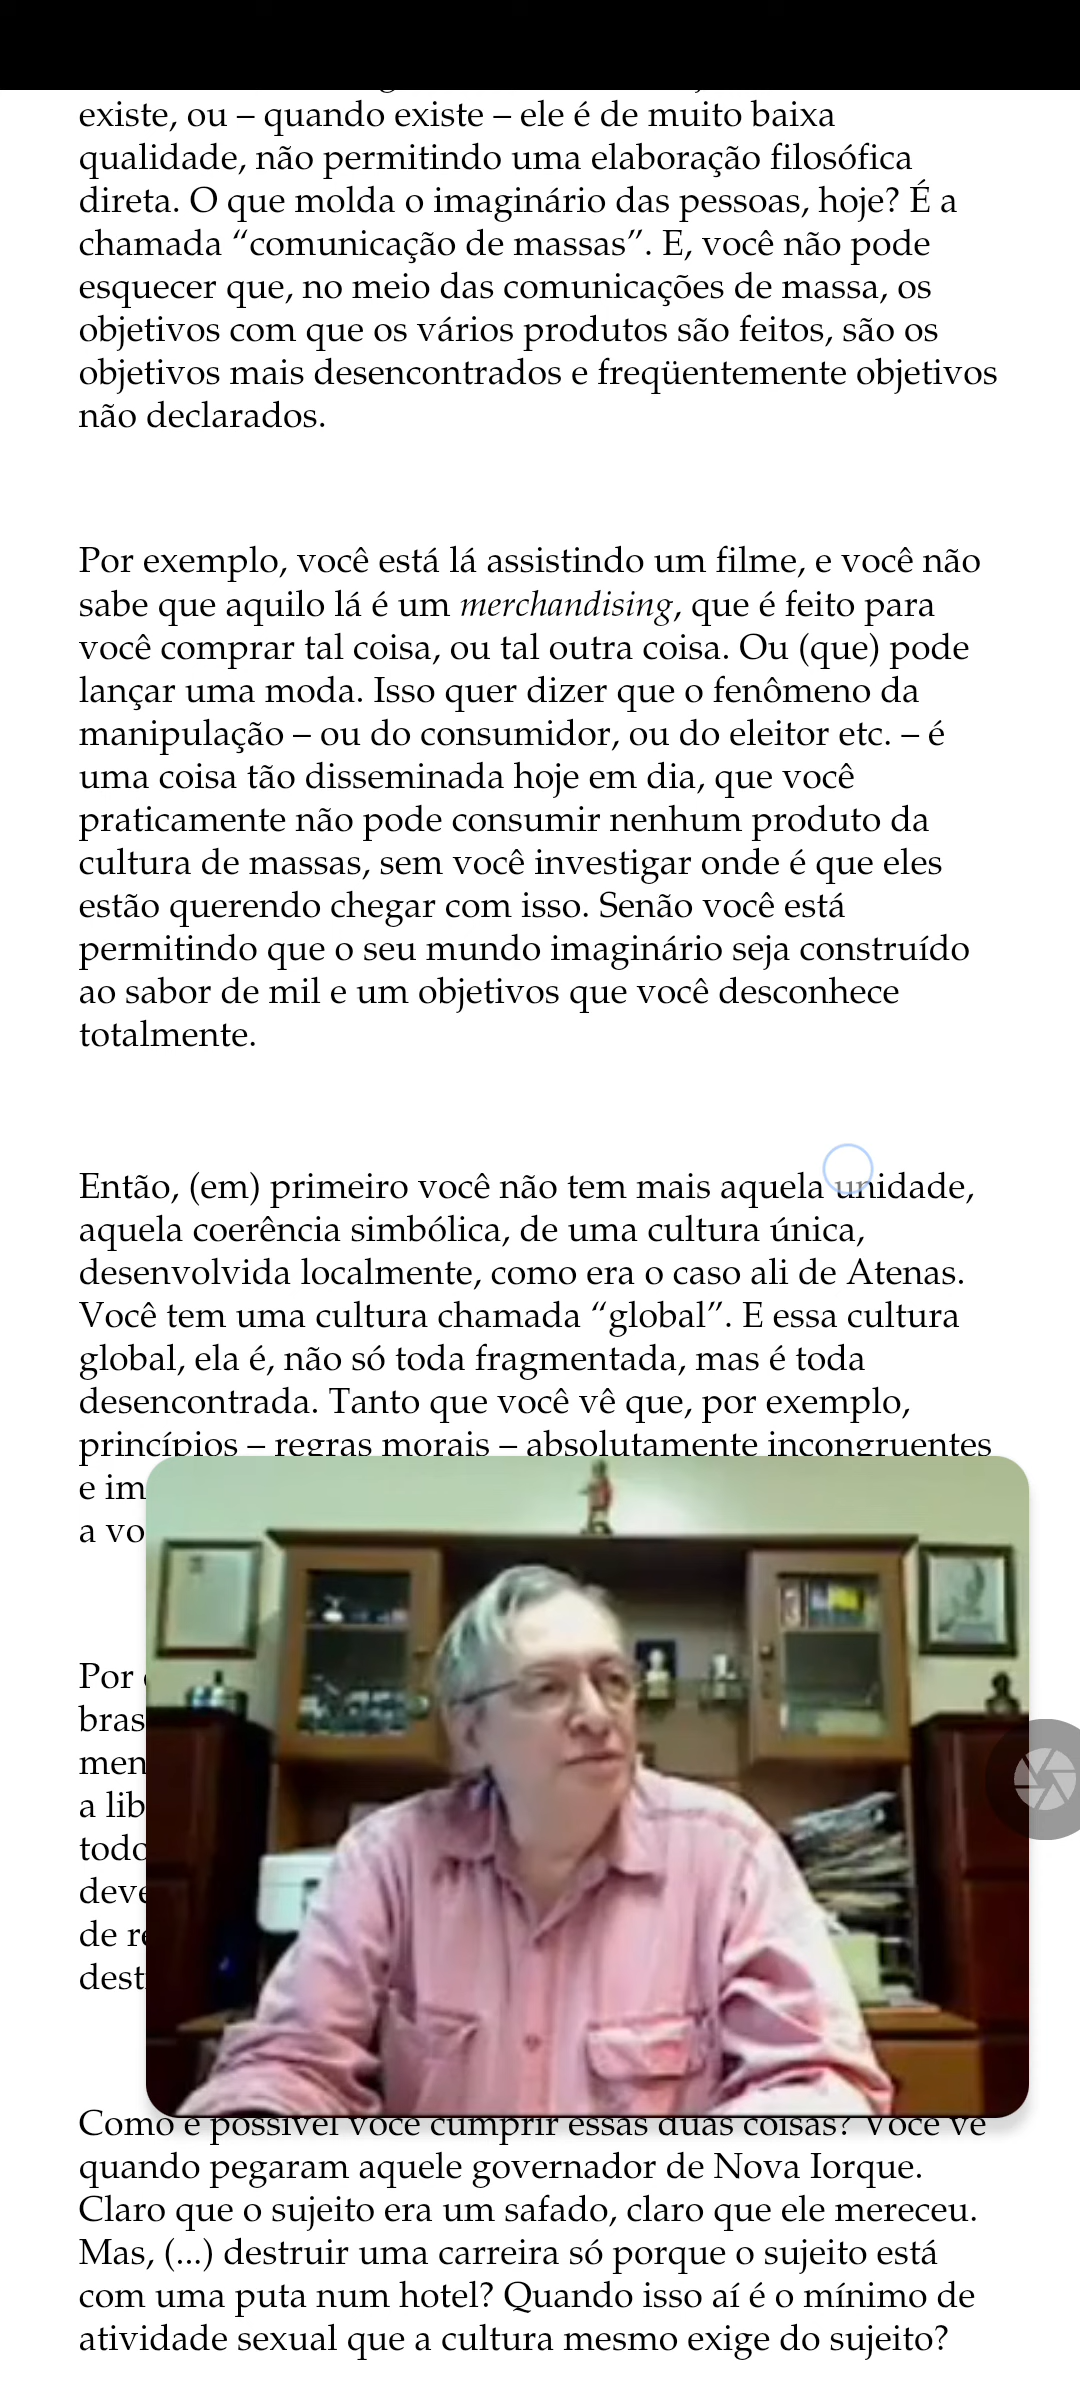 existe, ou – quando existe – ele é de muito baixa
qualidade, não permitindo uma elaboração filosófica
direta. O que molda o imaginário das pessoas, hoje? É a
chamada “comunicação de massas”. E, você não pode
esquecer que, no meio das comunicações de massa, os
objetivos com que os vários produtos são feitos, são os
objetivos mais desencontrados e freqüentemente objetivos
não declarados.
Por exemplo, você está lá assistindo um filme, e você não
sabe que aquilo lá é um merchandising, que é feito para
você comprar tal coisa, ou tal outra coisa. Ou (que) pode
lançar uma moda. Isso quer dizer que o fenômeno da
manipulação – ou do consumidor, ou do eleitor etc. – é
uma coisa tão disseminada hoje em dia, que você
praticamente não pode consumir nenhum produto da
cultura de massas, sem você investigar onde é que eles
estão querendo chegar com isso. Senão você está
permitindo que o seu mundo imaginário seja construído
ao sabor de mil e um objetivos que você desconhece
totalmente.
Então, (em) primeiro você não tem mais aquela unidade,
aquela coerência simbólica, de uma cultura única,
desenvolvida localmente, como era o caso ali de Atenas.
Você tem uma cultura chamada “global”. E essa cultura
global, ela é, não só toda fragmentada, mas é toda
desencontrada. Tanto que você vê que, por exemplo,
princípios – regras morais – absolutamente incongruentes
e im
a vo
Por
bras
men
a lib
todo
deve
de re
dest
Como é possível você cumprir essas duas coisas? Você vê
quando pegaram aquele governador de Nova Iorque.
Claro que o sujeito era um safado, claro que ele mereceu.
Mas, (...) destruir uma carreira só porque o sujeito está
com uma puta num hotel? Quando isso aí é o mínimo de
atividade sexual que a cultura mesmo exige do sujeito?